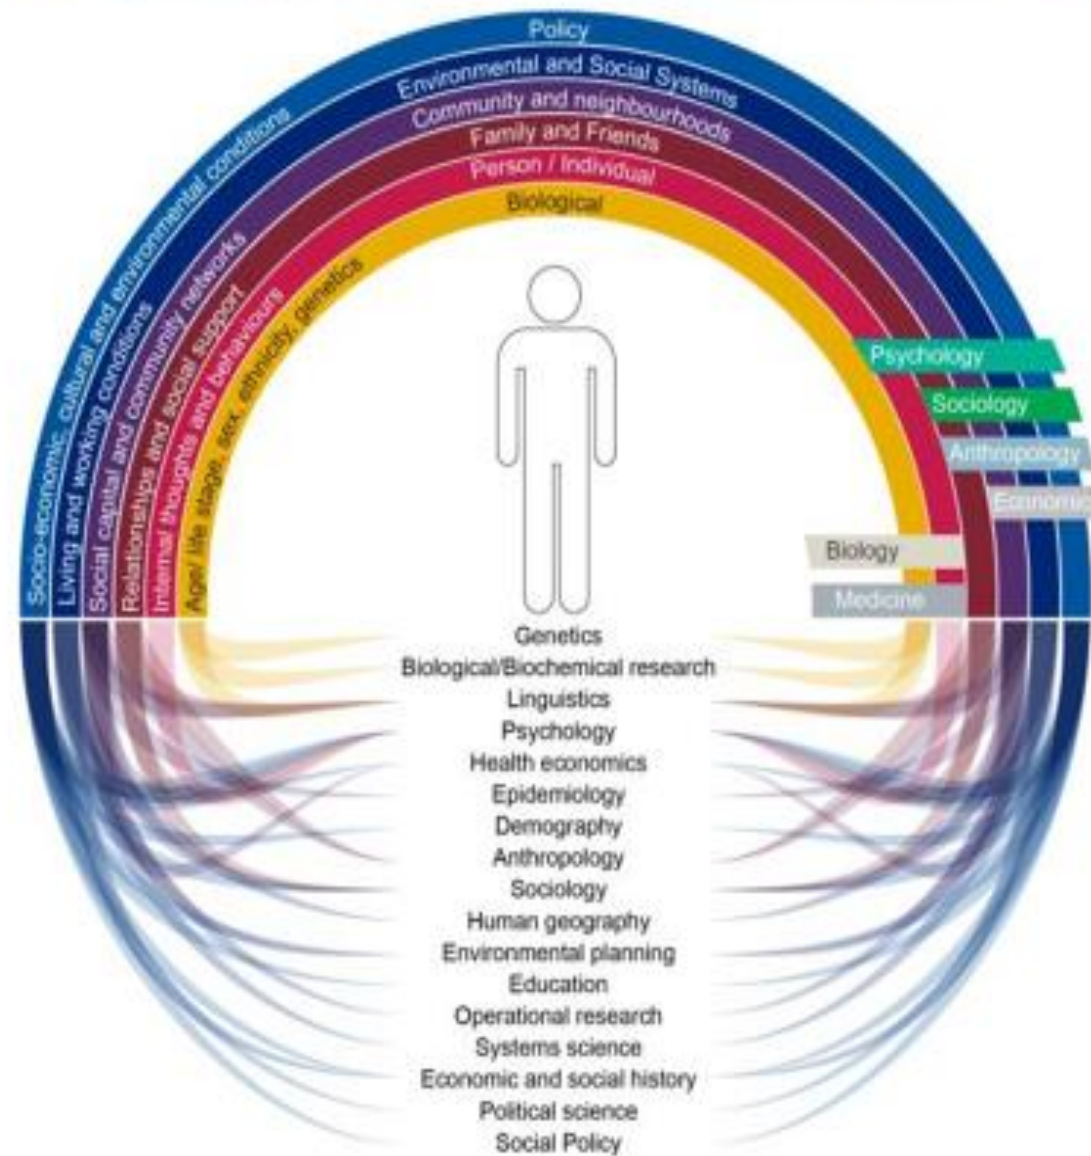 Policy
Environmental and Social Systems
Community and neighbourhoods
Family and Friends
Person / Individual
Biological
Socio-economic, cultural and environmental conditions
Living and working conditions
Social capital and community networks
Relationships and social support
Internal thoughts and behaviours
Age/ life stage, sex, ethnicity, genetics
Psychology
Sociology
Anthropology
Economic
Biology
Medicine
Genetics
Biological/Biochemical research
Linguistics
Psychology
Health economics
Epidemiology
Demography
Anthropology
Sociology
Human geography
Environmental planning
Education
Operational research
Systems science
Economic and social history
Political science
Social Policy